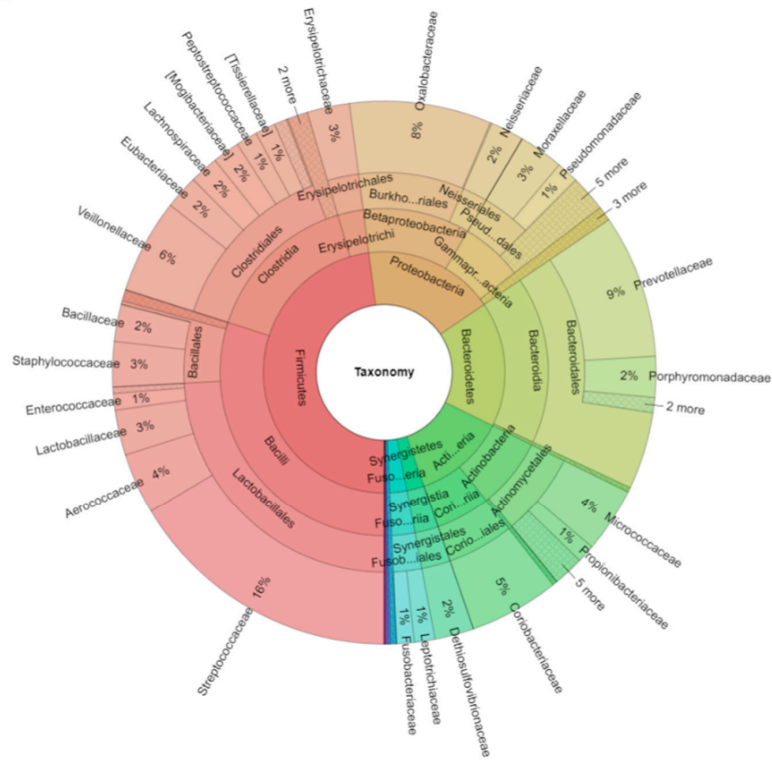 Taxonomy
Firmicutes
Proteobacteria
Bacteroidetes
Acti...eria
Synergistetes
Fuso...eria
Bacilli
Clostridia
Erysipelotrichi
Betaproteobacteria
Gammapr...acteria
Bacteroidia
Actinobacteria
Cori...riia
Synergistia
Fuso...riia
Lactobacillales
Bacillales
Clostridiales
Erysipelotrichales
Burkho...riales
Neisseriales
Pseud...dales
Bacteroidales
Actinomycetales
Corio...iales
Synergistales
Fusob...iales
Streptococcaceae 16%
Aerococcaceae 4%
Lactobacillaceae 3%
Enterococcaceae 1%
Staphylococcaceae 3%
Bacillaceae 2%
Veillonellaceae 6%
Eubacteriaceae 2%
Lachnospiraceae 2%
[Mogibacteriaceae] 2%
Peptostreptococcaceae 1%
[Tissierellaceae] 1%
2 more
Erysipelotrichaceae 3%
8% Oxalobacteraceae
2% Neisseriaceae
3% Moraxellaceae
1% Pseudomonadaceae
5 more
3 more
9% Prevotellaceae
2% Porphyromonadaceae
2 more
4% Micrococcaceae
1% Propionibacteriaceae
5 more
5% Coriobacteriaceae
2% Dethiosulfovibrionaceae
1% Leptotrichiaceae
1% Fusobacteriaceae